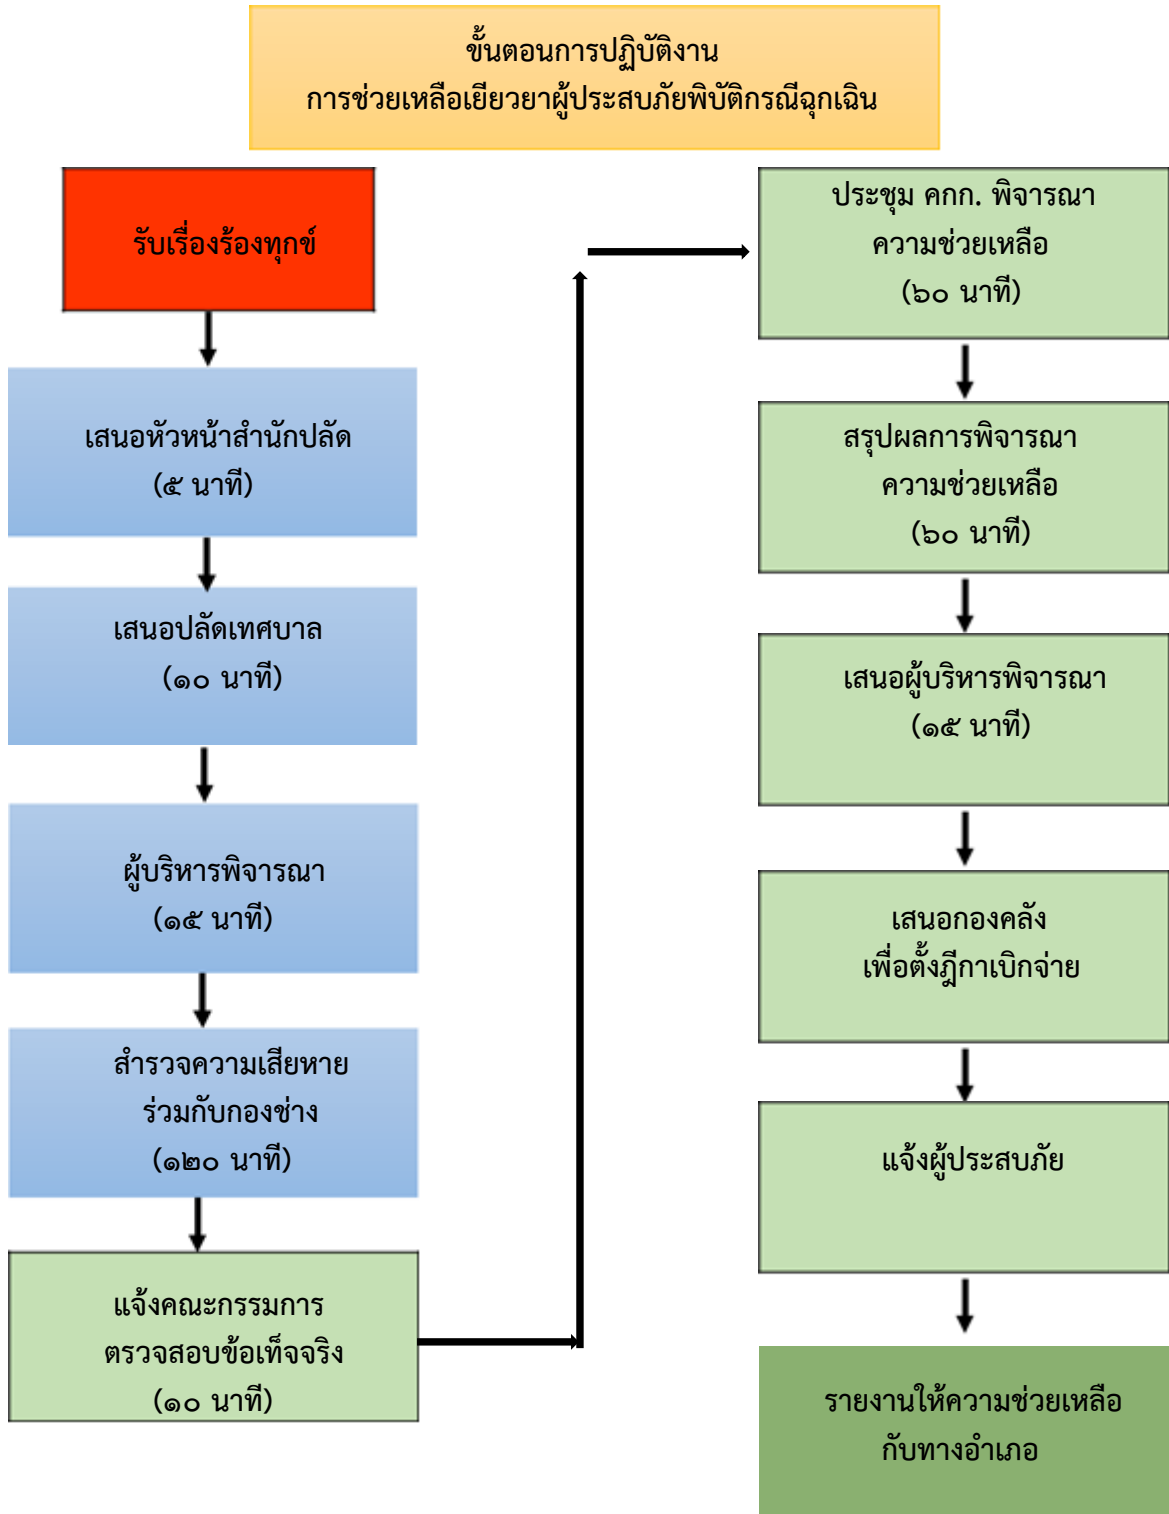 ขั้นตอนการปฏิบัติงาน
การช่วยเหลือเยียวยาผู้ประสบภัยพิบัติกรณีฉุกเฉิน
รับเรื่องร้องทุกข์
เสนอหัวหน้าสำนักปลัด
(๕ นาที)
เสนอปลัดเทศบาล
(๑๐ นาที)
ผู้บริหารพิจารณา
(๑๕ นาที)
สำรวจความเสียหาย
ร่วมกับกองช่าง
(๑๒๐ นาที)
แจ้งคณะกรรมการ
ตรวจสอบข้อเท็จจริง
(๑๐ นาที)
ประชุม คกก. พิจารณา
ความช่วยเหลือ
(๖๐ นาที)
สรุปผลการพิจารณา
ความช่วยเหลือ
(๖๐ นาที)
เสนอผู้บริหารพิจารณา
(๑๕ นาที)
เสนอกองคลัง
เพื่อตั้งฎีกาเบิกจ่าย
แจ้งผู้ประสบภัย
รายงานให้ความช่วยเหลือ
กับทางอำเภอ